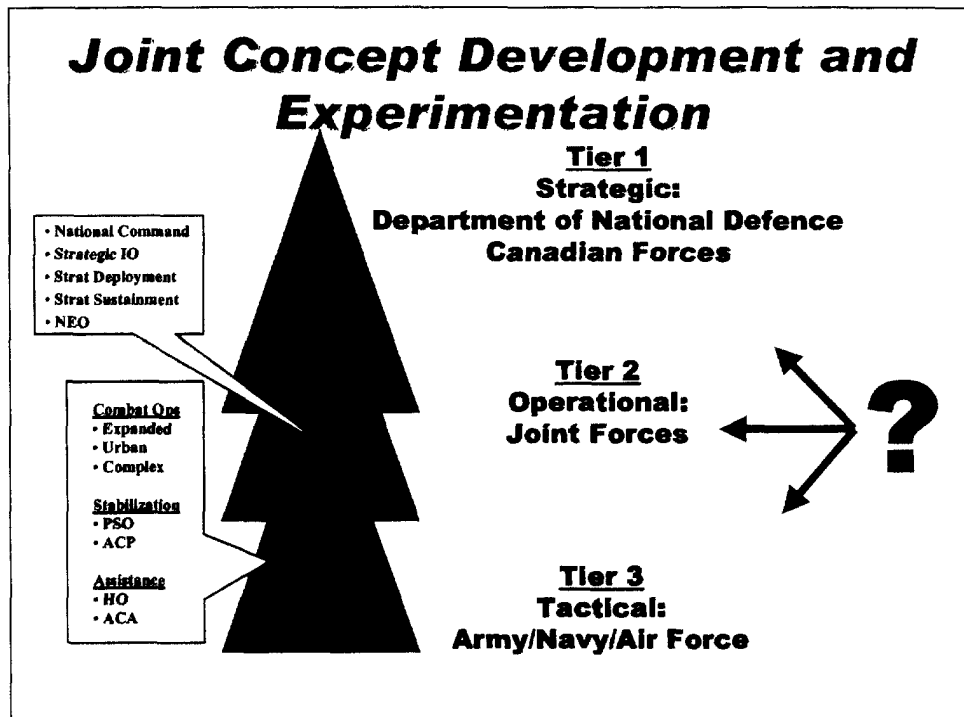 Joint Concept Development and
Experimentation
Tier 1
Strategic:
Department of National Defence
Canadian Forces
• National Command
• Strategic IO
• Strat Deployment
• Strat Sustainment
• NEO
Tier 2
Operational:
Joint Forces
?
Combat Ops
• Expanded
• Urban
• Complex
Stabilization
• PSO
• ACP
Assistance
• HO
• ACA
Tier 3
Tactical:
Army/Navy/Air Force